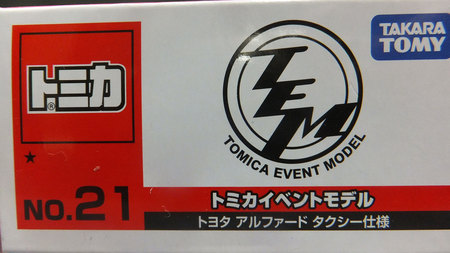 トミカ®
TEM
TOMICA EVENT MODEL
TAKARA
TOMY
NO.21
トミカイベントモデル
トヨタ アルファード タクシー仕様